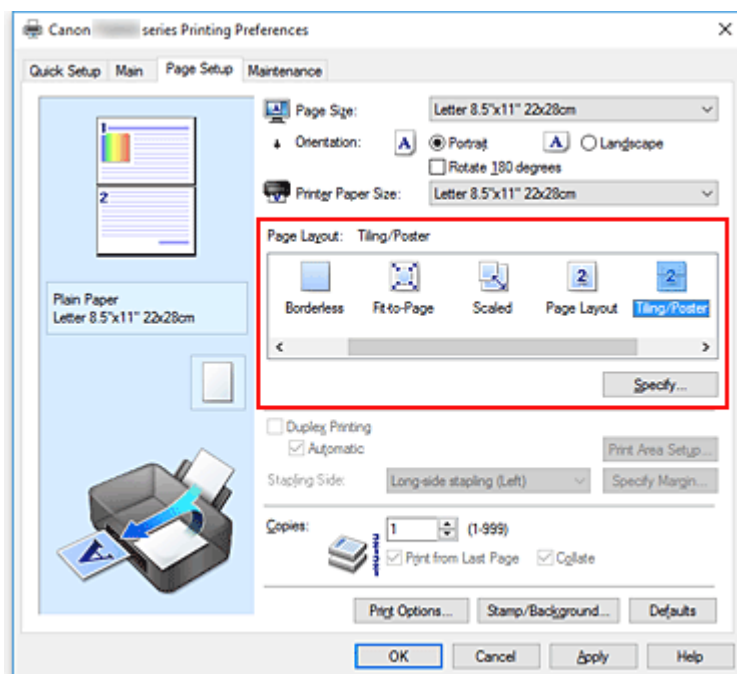 Canon series Printing Preferences
Quick Setup Main Page Setup Maintenance
1
2
Plain Paper
Letter 8.5"x11" 22x28cm
Page Size: Letter 8.5"x11" 22x28cm
Orientation: A Portrait A Landscape
Rotate 180 degrees
Printer Paper Size: Letter 8.5"x11" 22x28cm
Page Layout: Tiling/Poster
2 2
Borderless Fit-to-Page Scaled Page Layout Tiling/Poster
Specify...
Duplex Printing
Automatic Print Area Setup...
Stapling Side: Long-side stapling (Left) Specify Margin...
Copies: 1 (1-999)
Print from Last Page Collate
A
Print Options... Stamp/Background... Defaults
OK Cancel Apply Help